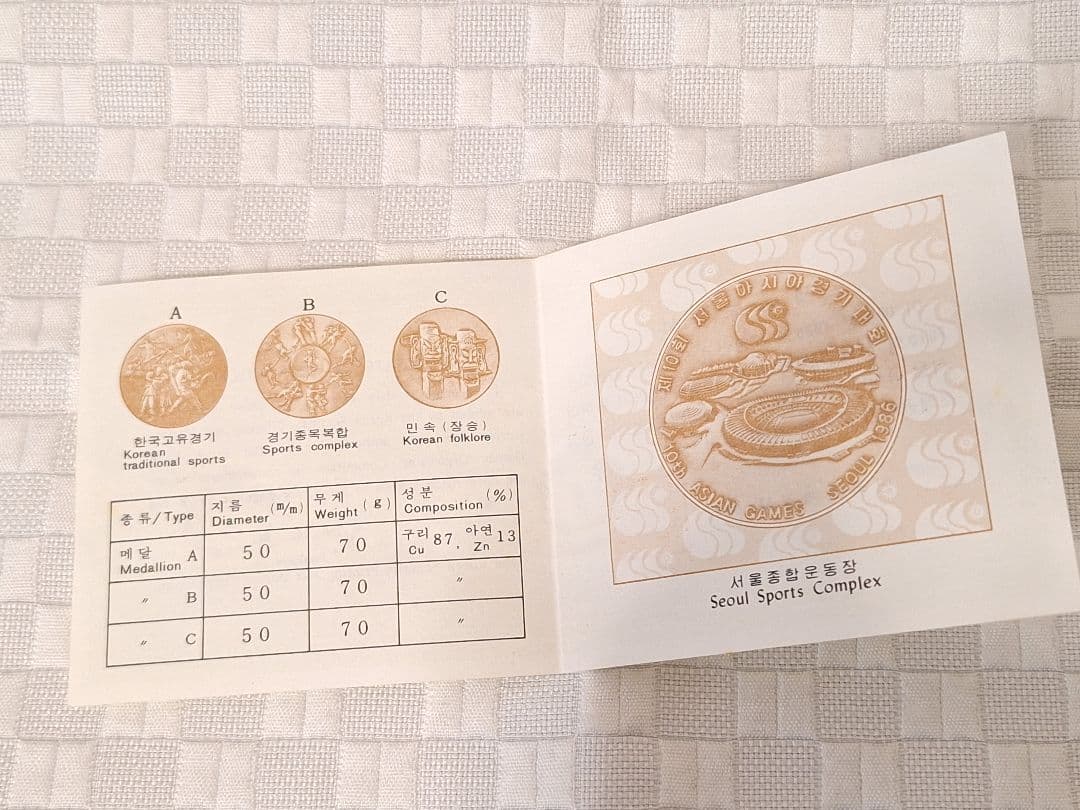 A
B
C
한국고유경기
Korean
traditional sports
경기종목복합
Sports complex
민속 (장승)
Korean folklore
종류/Type
지름 (m/m)
Diameter
무게 (g)
Weight
성분 (%)
Composition
메달 A
Medallion
50
70
구리 87, 아연 13
Cu Zn
〃 B
50
70
〃
〃 C
50
70
〃
제10회 서울아시아경기대회
10th ASIAN GAMES SEOUL 1986
서울종합운동장
Seoul Sports Complex